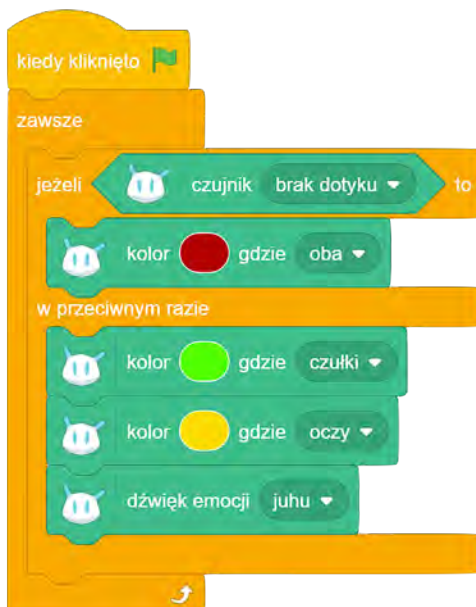 kiedy kliknięto
zawsze
jeżeli czujnik brak dotyku to
kolor gdzie oba
w przeciwnym razie
kolor gdzie czułki
kolor gdzie oczy
dźwięk emocji juhu